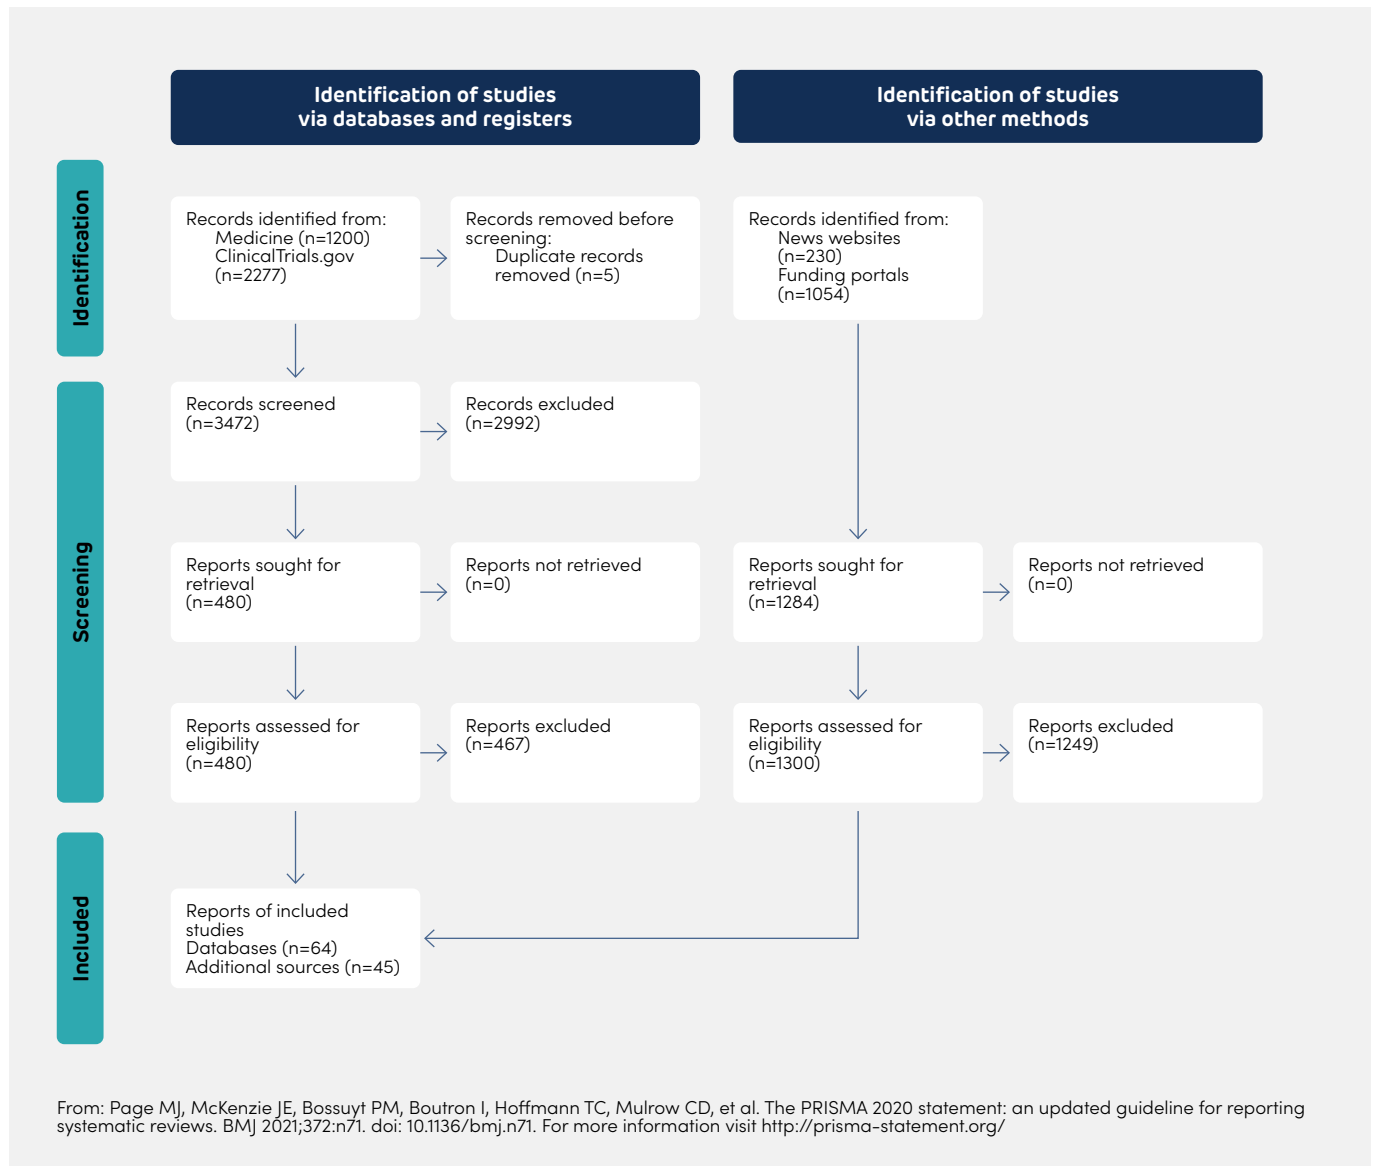 Identification of studies
via databases and registers
Identification of studies
via other methods
Identification
Records identified from:
Medicine (n=1200)
ClinicalTrials.gov
(n=2277)
Records removed before
screening:
Duplicate records
removed (n=5)
Records identified from:
News websites
(n=230)
Funding portals
(n=1054)
Screening
Records screened
(n=3472)
Records excluded
(n=2992)
Reports sought for
retrieval
(n=480)
Reports not retrieved
(n=0)
Reports sought for
retrieval
(n=1284)
Reports not retrieved
(n=0)
Reports assessed for
eligibility
(n=480)
Reports excluded
(n=467)
Reports assessed for
eligibility
(n=1300)
Reports excluded
(n=1249)
Included
Reports of included
studies
Databases (n=64)
Additional sources (n=45)
From: Page MJ, McKenzie JE, Bossuyt PM, Boutron I, Hoffmann TC, Mulrow CD, et al. The PRISMA 2020 statement: an updated guideline for reporting
systematic reviews. BMJ 2021;372:n71. doi: 10.1136/bmj.n71. For more information visit http://prisma-statement.org/